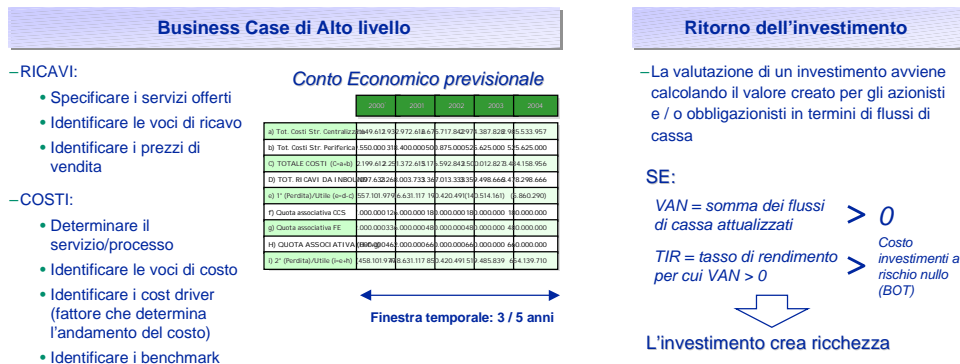 Business Case di Alto livello
–RICAVI:
• Specificare i servizi offerti
• Identificare le voci di ricavo
• Identificare i prezzi di
vendita
–COSTI:
• Determinare il
servizio/processo
• Identificare le voci di costo
• Identificare i cost driver
(fattore che determina
l'andamento del costo)
• Identificare i benchmark
Conto Economico previsionale
2000 2001 2002 2003 2004
a) Tot. Costi Str. Centralizz
b) Tot. Costi Str. Periferica
C) TOTALE COSTI (C=a+b)
D) TOT. RICAVI DA INBOU
e) 1° (Perdita)/Utile (e=d-c)
f) Quota associativa CCS
g) Quota associativa FE
H) QUOTA ASSOCIATIVA
i) 2° (Perdita)/Utile (i=e+h)
Finestra temporale: 3 / 5 anni
Ritorno dell'investimento
–La valutazione di un investimento avviene
calcolando il valore creato per gli azionisti
e / o obbligazionisti in termini di flussi di
cassa
SE:
VAN = somma dei flussi
di cassa attualizzati
> 0
TIR = tasso di rendimento
per cui VAN > 0
>
Costo
investimenti a
rischio nullo
(BOT)
L'investimento crea ricchezza